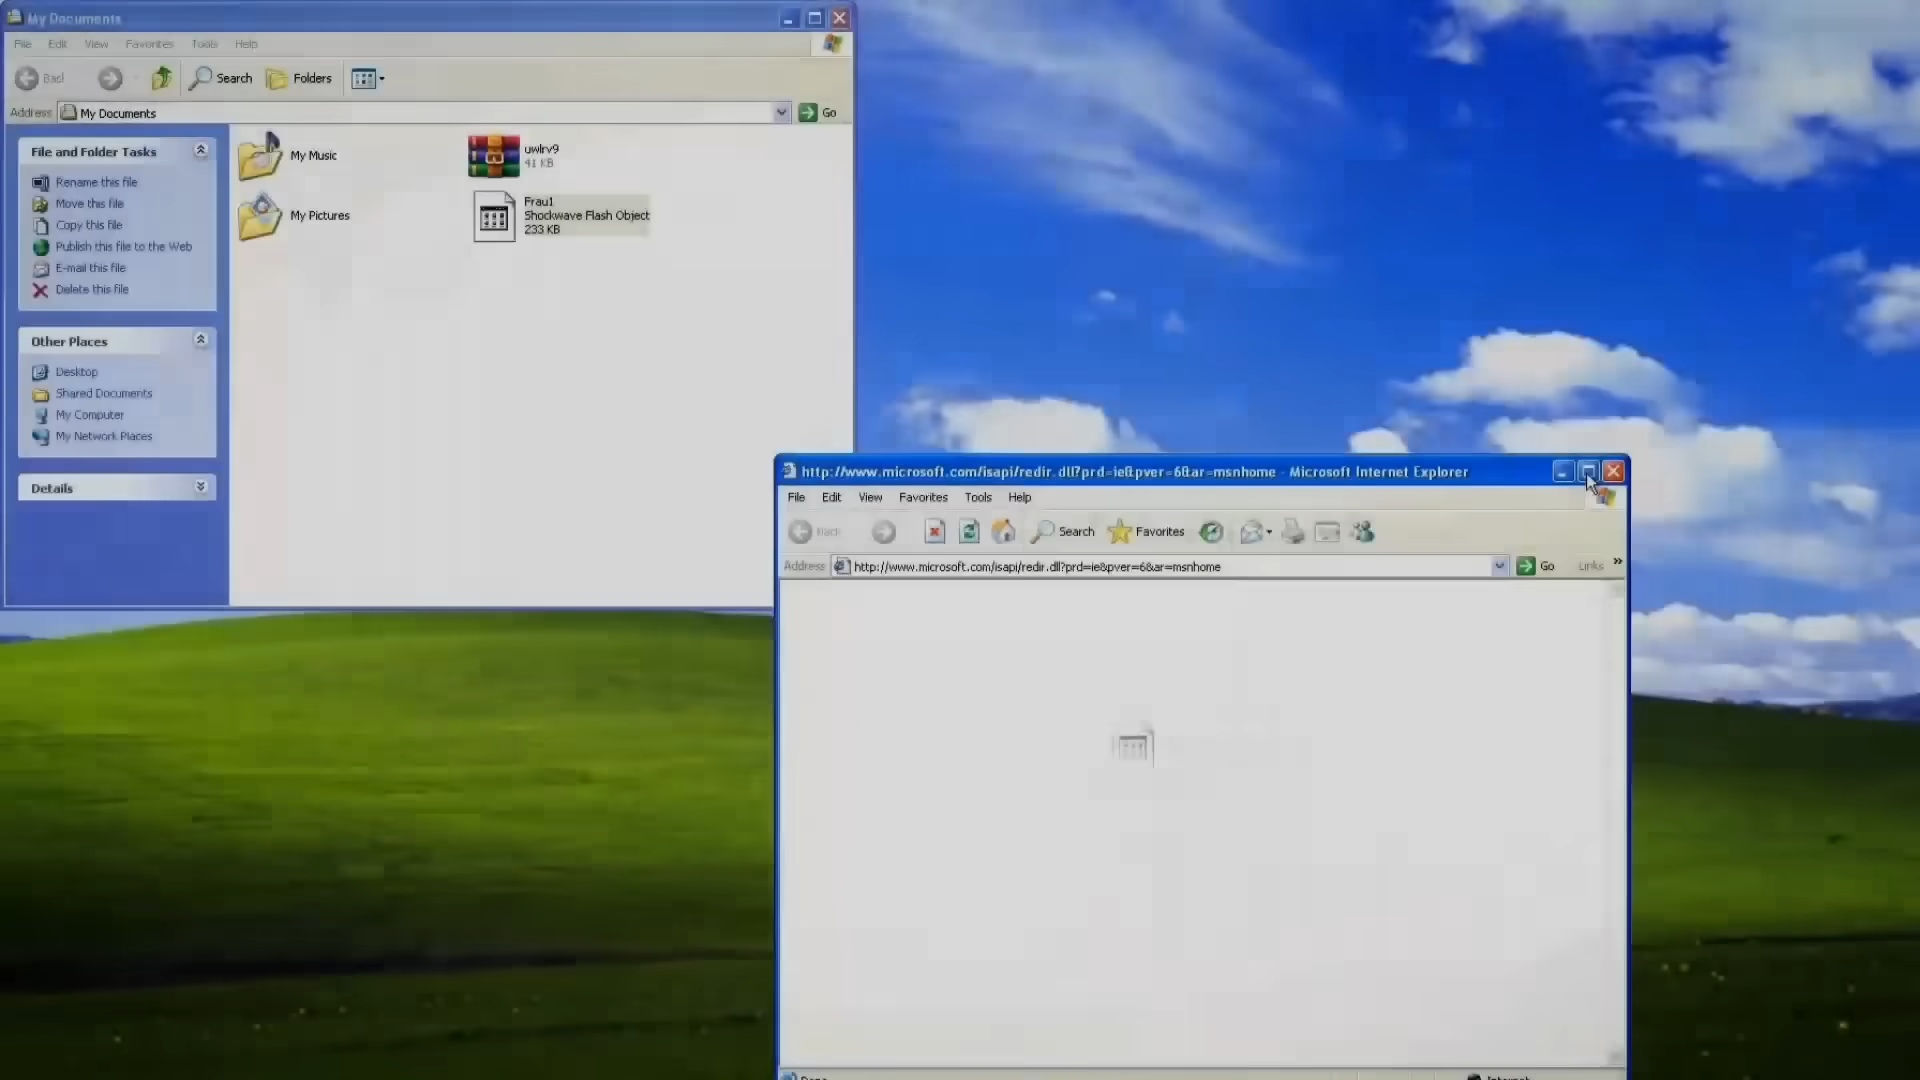 My Documents
File Edit View Favorites Tools Help
Back Search Folders
Address My Documents Go
File and Folder Tasks
Rename this file
Move this file
Copy this file
Publish this file to the Web
E-mail this file
Delete this file
Other Places
Desktop
Shared Documents
My Computer
My Network Places
Details
My Music
My Pictures
uwlrv9
41 KB
Frau1
Shockwave Flash Object
233 KB
http://www.microsoft.com/isapi/redir.dll?prd=ie&pver=6&ar=msnhome - Microsoft Internet Explorer
File Edit View Favorites Tools Help
Back Search Favorites
Address http://www.microsoft.com/isapi/redir.dll?prd=ie&pver=6&ar=msnhome Go Links »